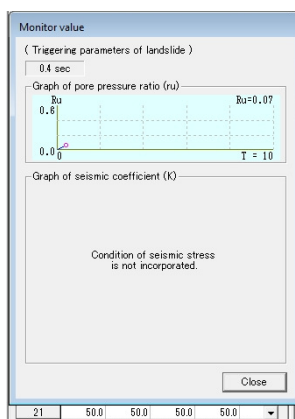 Monitor value
( Triggering parameters of landslide )
0.4 sec
Graph of pore pressure ratio (ru)
Ru Ru=0.07
0.6
0.0
0 T = 10
Graph of seismic coefficient (K)
Condition of seismic stress
is not incorporated.
Close
21 50.0 50.0 50.0 50.0